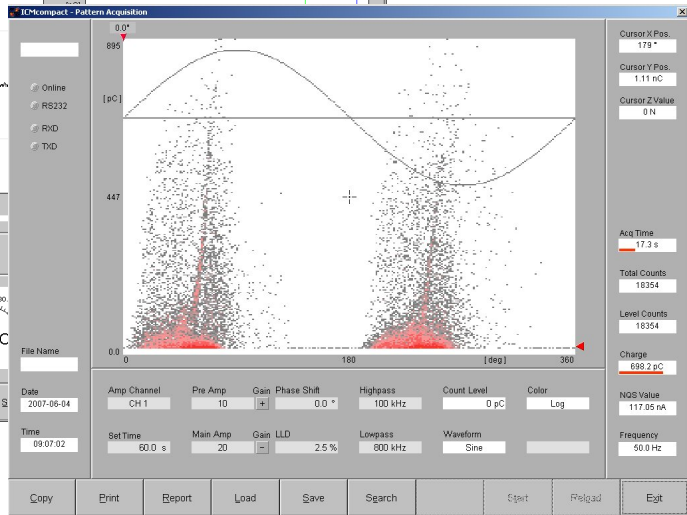 ICMcompact - Pattern Acquisition
0.0°
895
[pC]
447
0.0
0
180
[deg]
360
Online
RS232
RXD
TXD
File Name
Date
2007-06-04
Time
09:07:02
Cursor X Pos.
179 °
Cursor Y Pos.
1.11 nC
Cursor Z Value
0 N
Acq Time
17.3 s
Total Counts
18354
Level Counts
18354
Charge
698.2 pC
NQS Value
117.05 nA
Frequency
50.0 Hz
Amp Channel
CH 1
Pre Amp
10
Gain
+
Phase Shift
0.0 °
Highpass
100 kHz
Count Level
0 pC
Color
Log
Set Time
60.0 s
Main Amp
20
Gain
−
LLD
2.5 %
Lowpass
800 kHz
Waveform
Sine
Copy Print Report Load Save Search Start Reload Exit